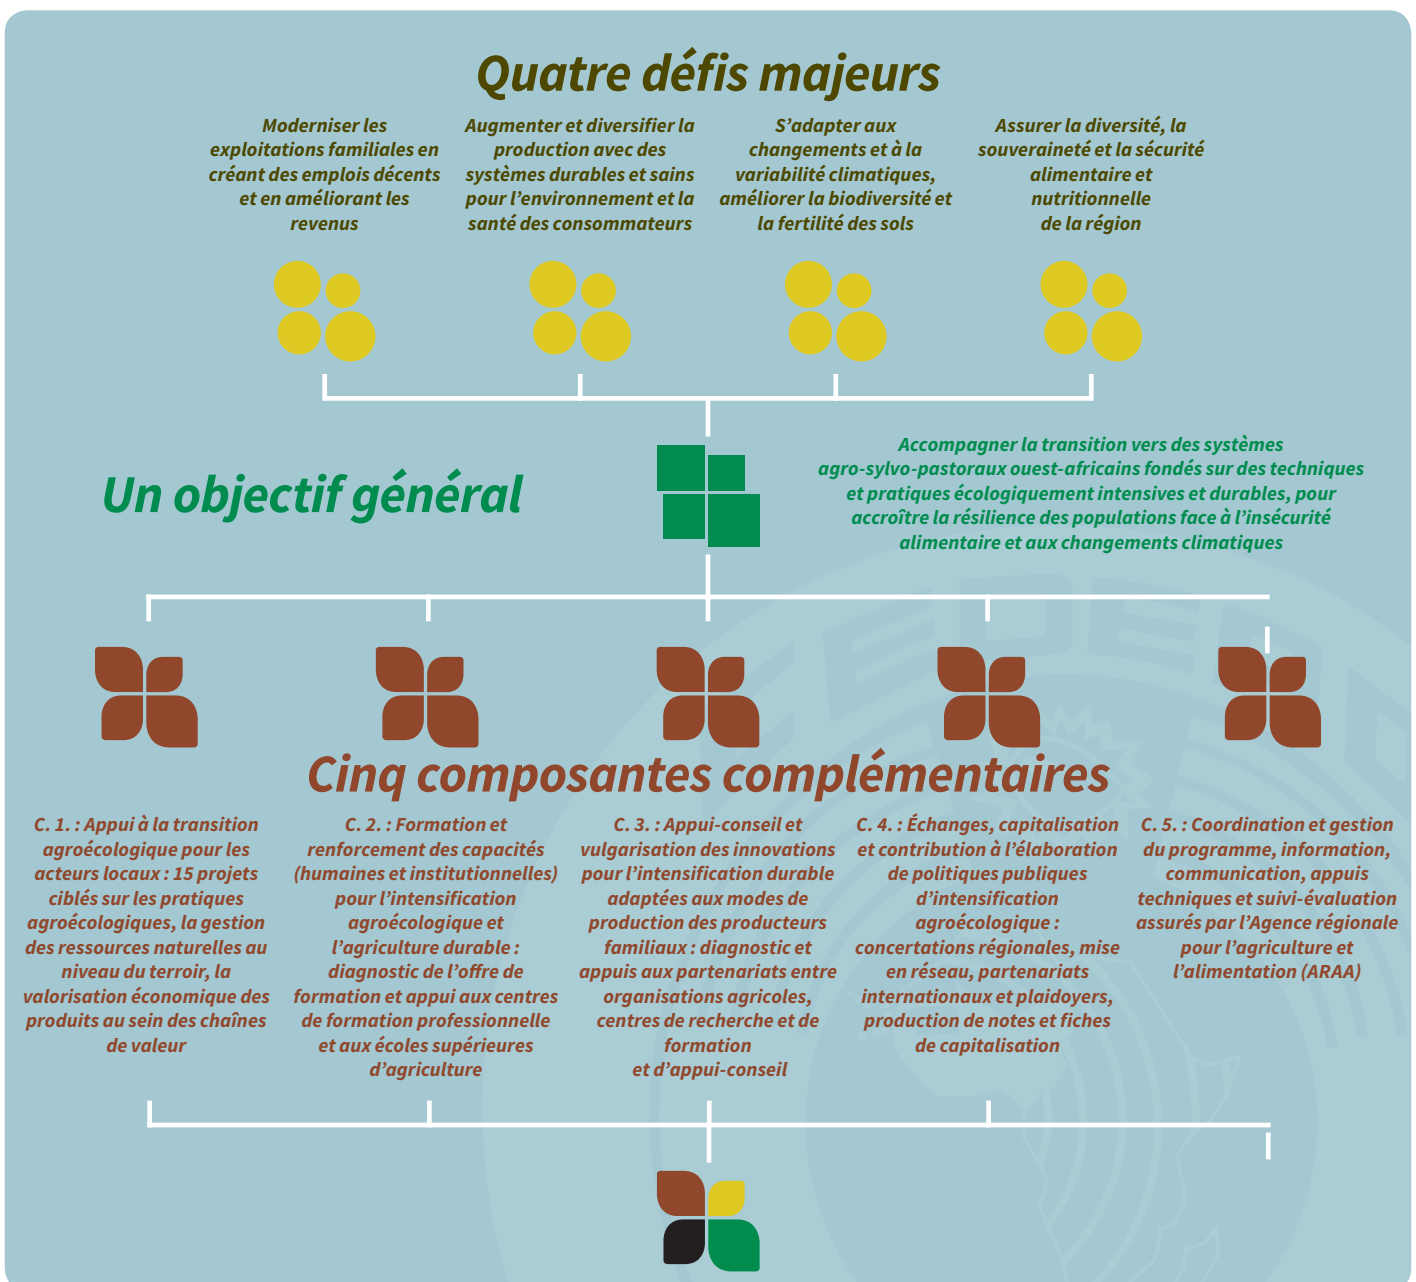 Quatre défis majeurs
Moderniser les
exploitations familiales en
créant des emplois décents
et en améliorant les
revenus
Augmenter et diversifier la
production avec des
systèmes durables et sains
pour l’environnement et la
santé des consommateurs
S’adapter aux
changements et à la
variabilité climatiques,
améliorer la biodiversité et
la fertilité des sols
Assurer la diversité, la
souveraineté et la sécurité
alimentaire et
nutritionnelle
de la région
Un objectif général
Accompagner la transition vers des systèmes
agro-sylvo-pastoraux ouest-africains fondés sur des techniques
et pratiques écologiquement intensives et durables, pour
accroître la résilience des populations face à l’insécurité
alimentaire et aux changements climatiques
Cinq composantes complémentaires
C. 1. : Appui à la transition
agroécologique pour les
acteurs locaux : 15 projets
ciblés sur les pratiques
agroécologiques, la gestion
des ressources naturelles au
niveau du terroir, la
valorisation économique des
produits au sein des chaînes
de valeur
C. 2. : Formation et
renforcement des capacités
(humaines et institutionnelles)
pour l’intensification
agroécologique et
l’agriculture durable :
diagnostic de l’offre de
formation et appui aux centres
de formation professionnelle
et aux écoles supérieures
d’agriculture
C. 3. : Appui-conseil et
vulgarisation des innovations
pour l’intensification durable
adaptées aux modes de
production des producteurs
familiaux : diagnostic et
appuis aux partenariats entre
organisations agricoles,
centres de recherche et de
formation
et d’appui-conseil
C. 4. : Échanges, capitalisation
et contribution à l’élaboration
de politiques publiques
d’intensification
agroécologique :
concertations régionales, mise
en réseau, partenariats
internationaux et plaidoyers,
production de notes et fiches
de capitalisation
C. 5. : Coordination et gestion
du programme, information,
communication, appuis
techniques et suivi-évaluation
assurés par l’Agence régionale
pour l’agriculture et
l’alimentation (ARAA)